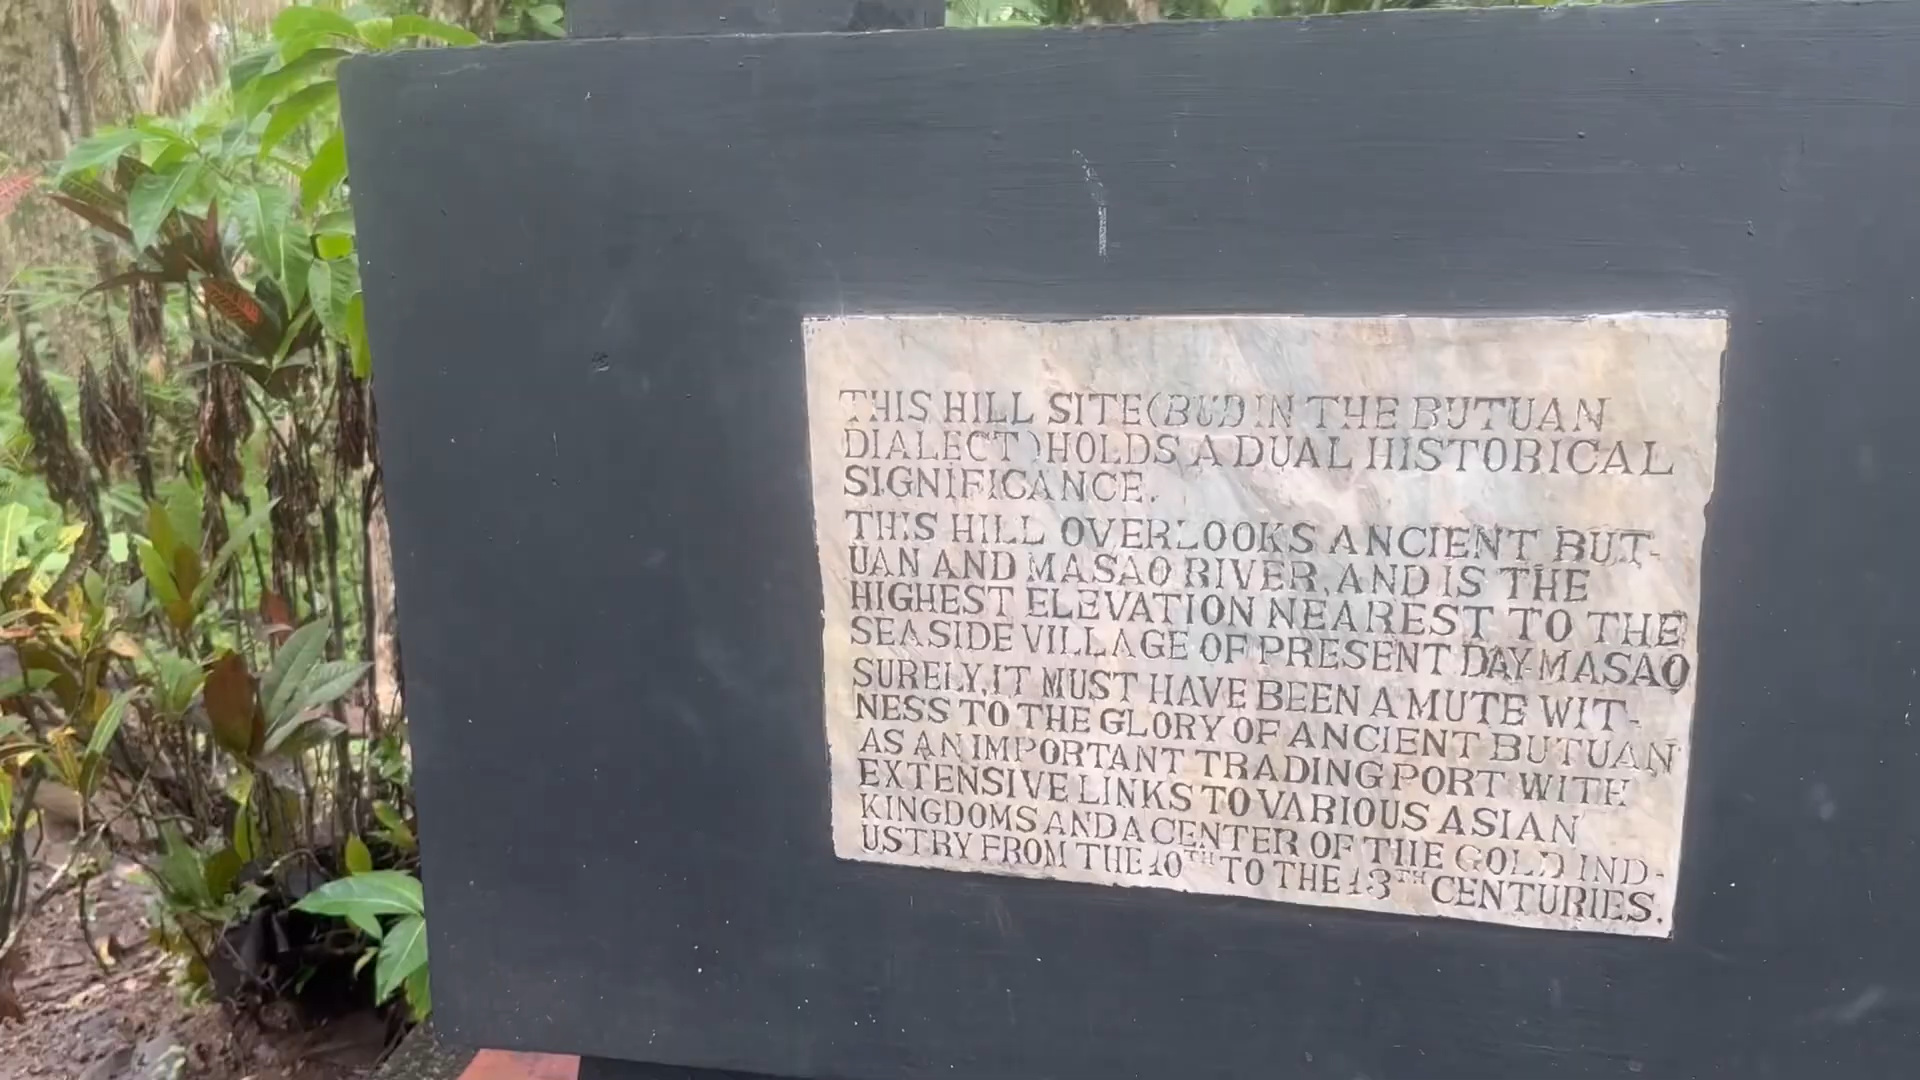 THIS HILL SITE (BUD IN THE BUTUAN
DIALECT) HOLDS A DUAL HISTORICAL
SIGNIFICANCE.
THIS HILL OVERLOOKS ANCIENT BUT-
UAN AND MASAO RIVER, AND IS THE
HIGHEST ELEVATION NEAREST TO THE
SEASIDE VILLAGE OF PRESENT DAY MASAO
SURELY, IT MUST HAVE BEEN A MUTE WIT-
NESS TO THE GLORY OF ANCIENT BUTUAN
AS AN IMPORTANT TRADING PORT WITH
EXTENSIVE LINKS TO VARIOUS ASIAN
KINGDOMS AND A CENTER OF THE GOLD IND-
USTRY FROM THE 10TH TO THE 13TH CENTURIES.